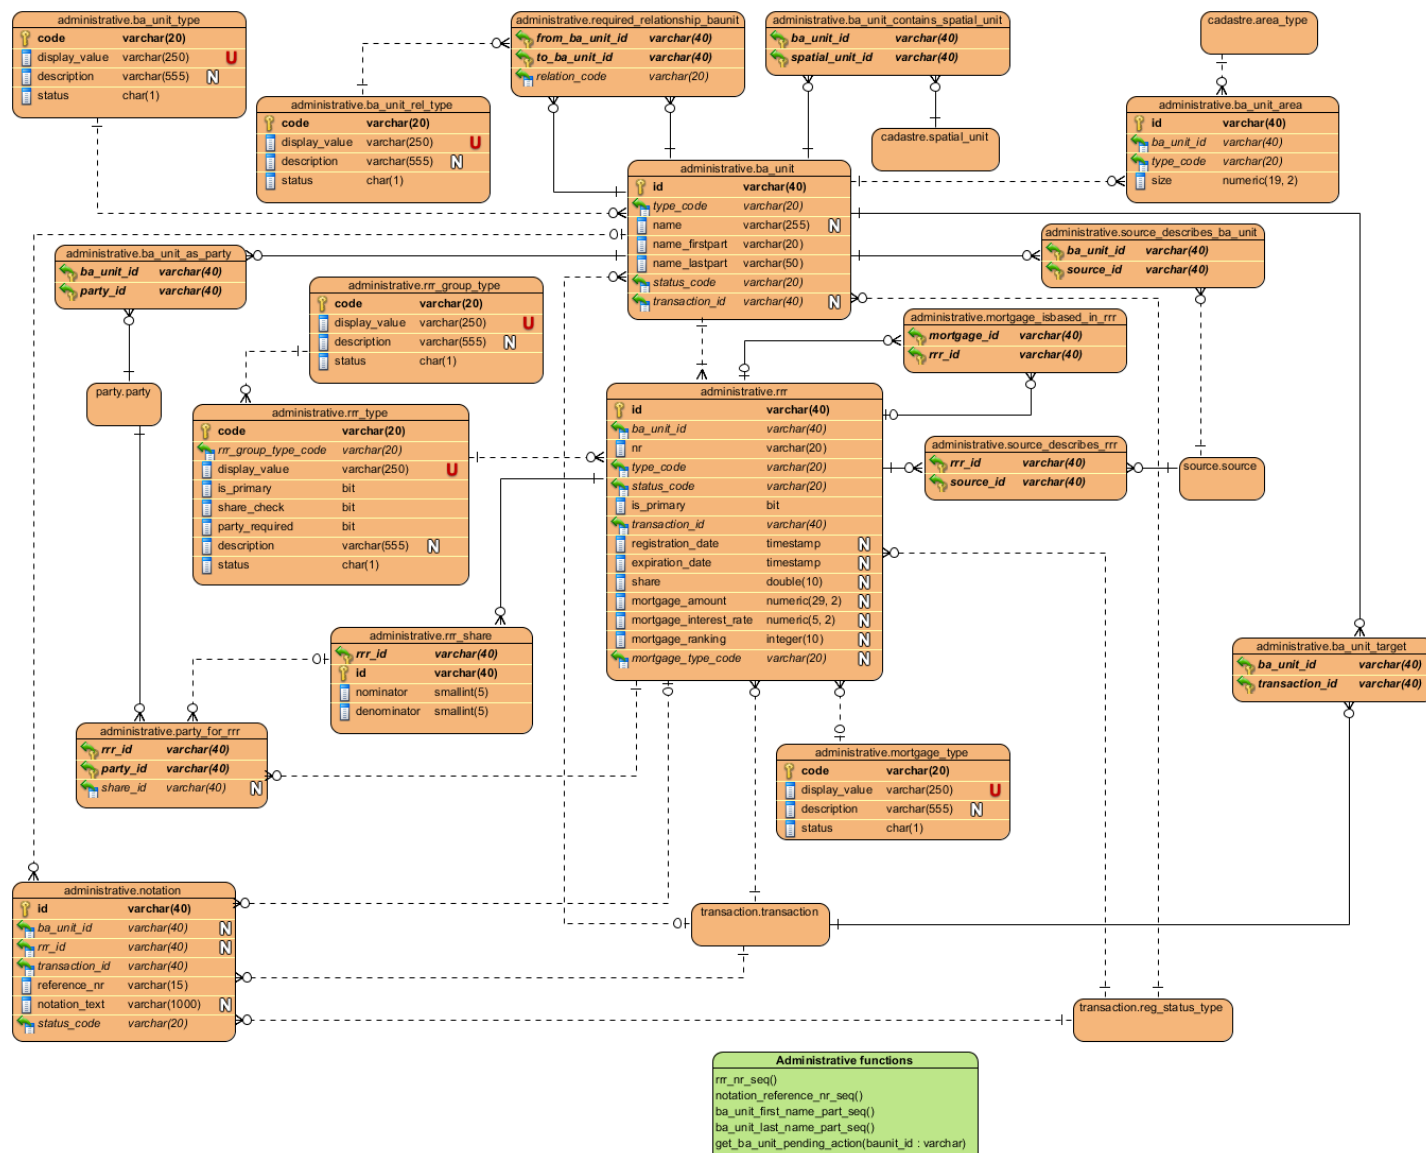 administrative.ba_unit_type
code varchar(20)
display_value varchar(250) U
description varchar(555) N
status char(1)
administrative.required_relationship_baunit
from_ba_unit_id varchar(40)
to_ba_unit_id varchar(40)
relation_code varchar(20)
administrative.ba_unit_contains_spatial_unit
ba_unit_id varchar(40)
spatial_unit_id varchar(40)
cadastre.area_type
administrative.ba_unit_rel_type
code varchar(20)
display_value varchar(250) U
description varchar(555) N
status char(1)
cadastre.spatial_unit
administrative.ba_unit_area
id varchar(40)
ba_unit_id varchar(40)
type_code varchar(20)
size numeric(19, 2)
administrative.ba_unit
id varchar(40)
type_code varchar(20)
name varchar(255) N
name_firstpart varchar(20)
name_lastpart varchar(50)
status_code varchar(20)
transaction_id varchar(40) N
administrative.ba_unit_as_party
ba_unit_id varchar(40)
party_id varchar(40)
administrative.source_describes_ba_unit
ba_unit_id varchar(40)
source_id varchar(40)
administrative.rrr_group_type
code varchar(20)
display_value varchar(250) U
description varchar(555) N
status char(1)
administrative.mortgage_isbased_in_rrr
mortgage_id varchar(40)
rrr_id varchar(40)
party.party
administrative.rrr_type
code varchar(20)
rrr_group_type_code varchar(20)
display_value varchar(250) U
is_primary bit
share_check bit
party_required bit
description varchar(555) N
status char(1)
administrative.rrr
id varchar(40)
ba_unit_id varchar(40)
nr varchar(20)
type_code varchar(20)
status_code varchar(20)
is_primary bit
transaction_id varchar(40)
registration_date timestamp N
expiration_date timestamp N
share double(10) N
mortgage_amount numeric(29, 2) N
mortgage_interest_rate numeric(5, 2) N
mortgage_ranking integer(10) N
mortgage_type_code varchar(20) N
administrative.source_describes_rrr
rrr_id varchar(40)
source_id varchar(40)
source.source
administrative.rrr_share
rrr_id varchar(40)
id varchar(40)
nominator smallint(5)
denominator smallint(5)
administrative.ba_unit_target
ba_unit_id varchar(40)
transaction_id varchar(40)
administrative.party_for_rrr
rrr_id varchar(40)
party_id varchar(40)
share_id varchar(40) N
administrative.mortgage_type
code varchar(20)
display_value varchar(250) U
description varchar(555) N
status char(1)
administrative.notation
id varchar(40)
ba_unit_id varchar(40) N
rrr_id varchar(40) N
transaction_id varchar(40)
reference_nr varchar(15)
notation_text varchar(1000) N
status_code varchar(20)
transaction.transaction
transaction.reg_status_type
Administrative functions
rrr_nr_seq()
notation_reference_nr_seq()
ba_unit_first_name_part_seq()
ba_unit_last_name_part_seq()
get_ba_unit_pending_action(baunit_id : varchar)